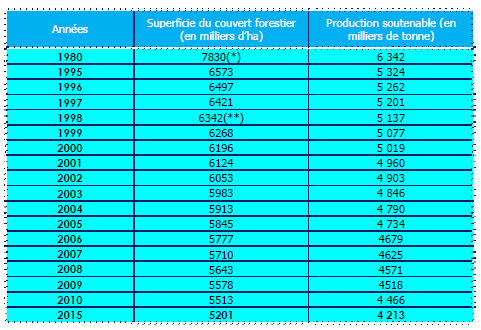 Années Superficie du couvert forestier (en milliers d'ha) Production soutenable (en milliers de tonne)
1980 7830(*) 6 342
1995 6573 5 324
1996 6497 5 262
1997 6421 5 201
1998 6342(**) 5 137
1999 6268 5 077
2000 6196 5 019
2001 6124 4 960
2002 6053 4 903
2003 5983 4 846
2004 5913 4 790
2005 5845 4 734
2006 5777 4679
2007 5710 4625
2008 5643 4571
2009 5578 4518
2010 5513 4 466
2015 5201 4 213